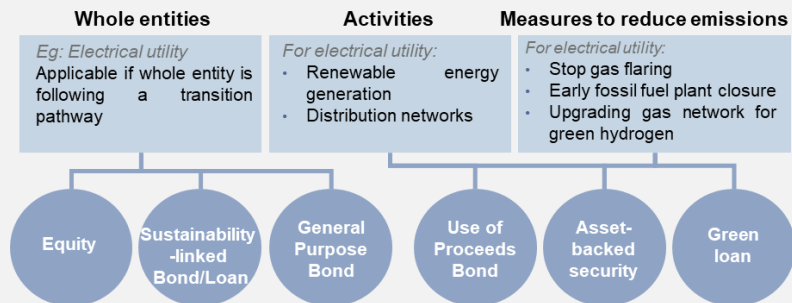 Whole entities
Eg: Electrical utility
Applicable if whole entity is
following a transition
pathway
Activities
For electrical utility:
• Renewable energy
generation
• Distribution networks
Measures to reduce emissions
For electrical utility:
• Stop gas flaring
• Early fossil fuel plant closure
• Upgrading gas network for
green hydrogen
Equity
Sustainability
-linked
Bond/Loan
General
Purpose
Bond
Use of
Proceeds
Bond
Asset-
backed
security
Green
loan